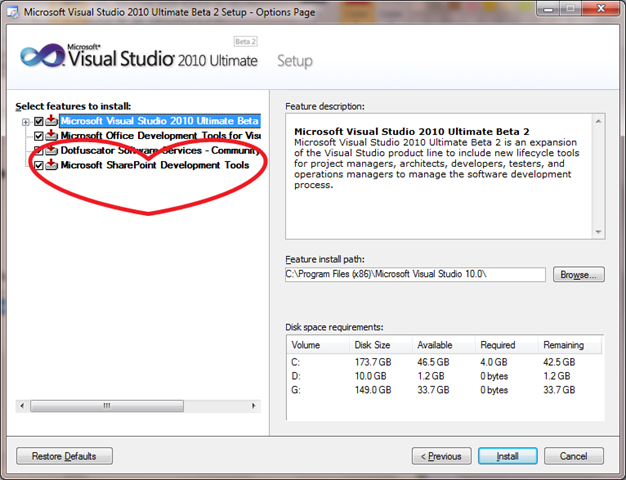 Microsoft Visual Studio 2010 Ultimate Beta 2 Setup - Options Page
Beta 2
Microsoft®
Visual Studio® 2010 Ultimate Setup
Select features to install:
Microsoft Visual Studio 2010 Ultimate Beta
Microsoft Office Development Tools for
Dotfuscator Software Services - Community
Microsoft SharePoint Development Tools
Feature description:
Microsoft Visual Studio 2010 Ultimate Beta 2
Microsoft Visual Studio 2010 Ultimate Beta 2 is an expansion
of the Visual Studio product line to include new lifecycle tools
for project managers, architects, developers, testers, and
operations managers to manage the software development
process.
Feature install path:
C:\Program Files (x86)\Microsoft Visual Studio 10.0\
Browse...
Disk space requirements:
Volume Disk Size Available Required Remaining
C: 173.7 GB 46.5 GB 4.0 GB 42.5 GB
D: 10.0 GB 1.2 GB 0 bytes 1.2 GB
G: 149.0 GB 33.7 GB 0 bytes 33.7 GB
Restore Defaults
< Previous
Install
Cancel